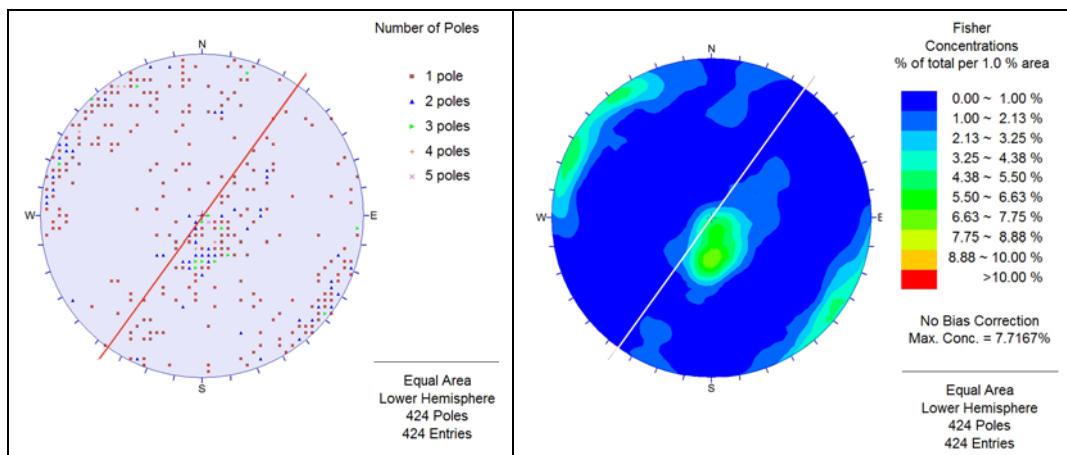 Number of Poles
N
W
E
S
1 pole
2 poles
3 poles
4 poles
5 poles
Equal Area
Lower Hemisphere
424 Poles
424 Entries
N
W
E
S
Fisher
Concentrations
% of total per 1.0 % area
0.00 ~ 1.00 %
1.00 ~ 2.13 %
2.13 ~ 3.25 %
3.25 ~ 4.38 %
4.38 ~ 5.50 %
5.50 ~ 6.63 %
6.63 ~ 7.75 %
7.75 ~ 8.88 %
8.88 ~ 10.00 %
>10.00 %
No Bias Correction
Max. Conc. = 7.7167%
Equal Area
Lower Hemisphere
424 Poles
424 Entries